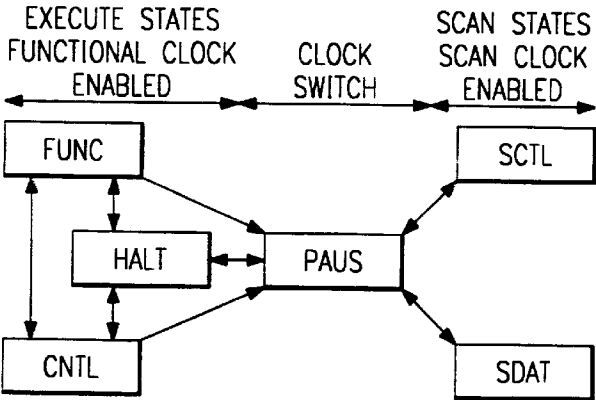 EXECUTE STATES
FUNCTIONAL CLOCK
ENABLED
CLOCK
SWITCH
SCAN STATES
SCAN CLOCK
ENABLED
FUNC
SCTL
HALT
PAUS
CNTL
SDAT